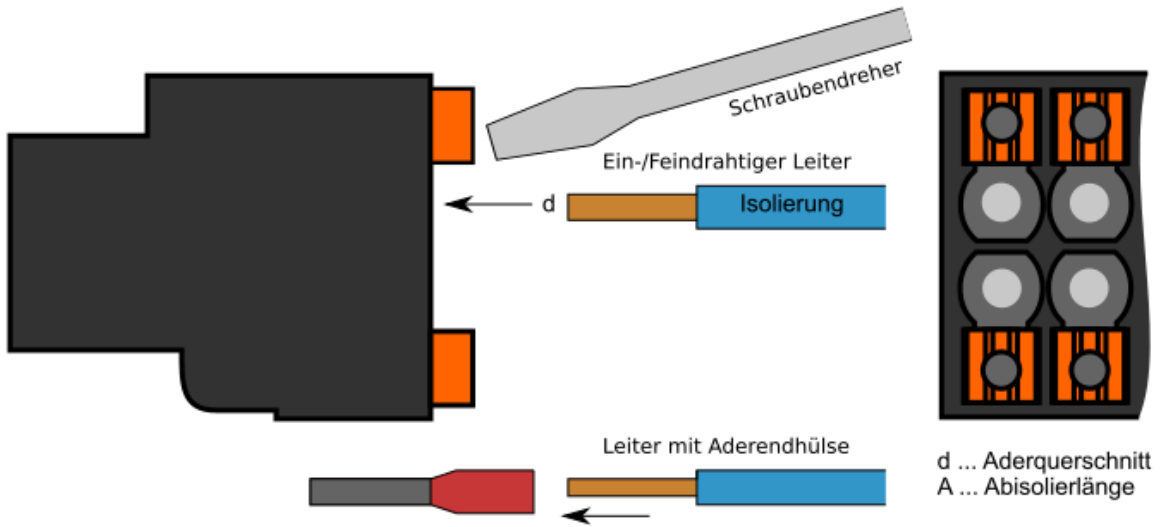 Schraubendreher
Ein-/Feindrahtiger Leiter
d
Isolierung
Leiter mit Aderendhülse
d ... Aderquerschnitt
A ... Abisolierlänge